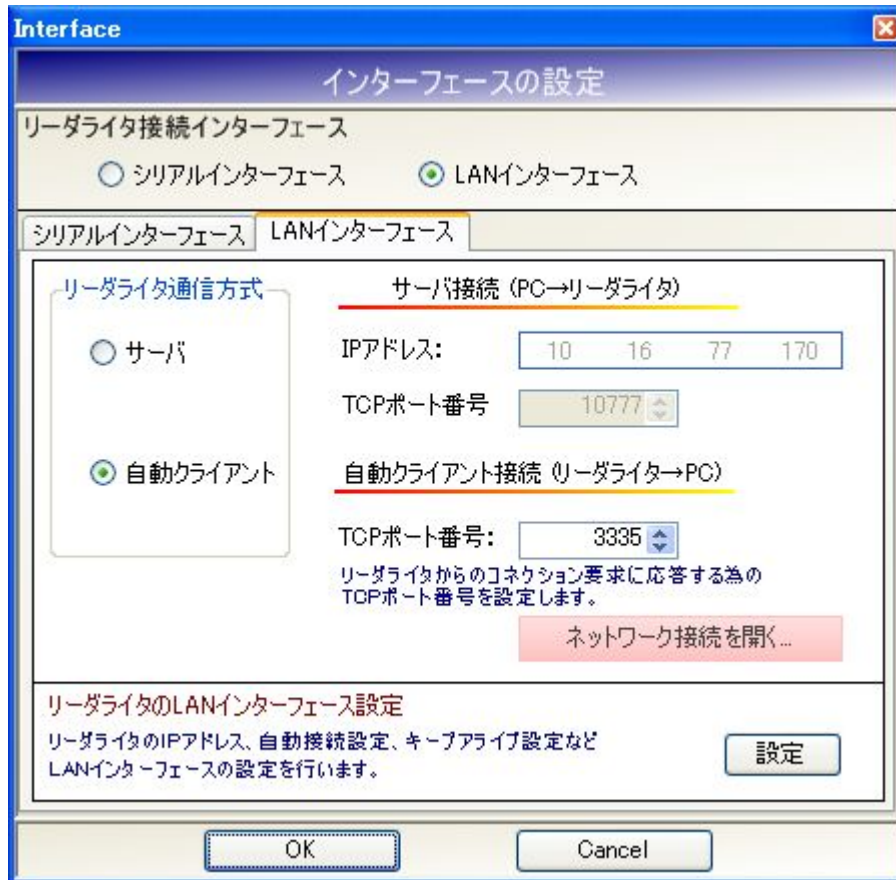 Interface
インターフェースの設定
リーダライタ接続インターフェース
シリアルインターフェース
LANインターフェース
シリアルインターフェース
LANインターフェース
リーダライタ通信方式
サーバ
自動クライアント
サーバ接続 (PC→リーダライタ)
IPアドレス:
10 16 77 170
TCPポート番号
10777
自動クライアント接続 (リーダライタ→PC)
TCPポート番号:
3335
リーダライタからのコネクション要求に応答する為の
TCPポート番号を設定します。
ネットワーク接続を開く...
リーダライタのLANインターフェース設定
リーダライタのIPアドレス、自動接続設定、キープアライブ設定など
LANインターフェースの設定を行います。
設定
OK
Cancel